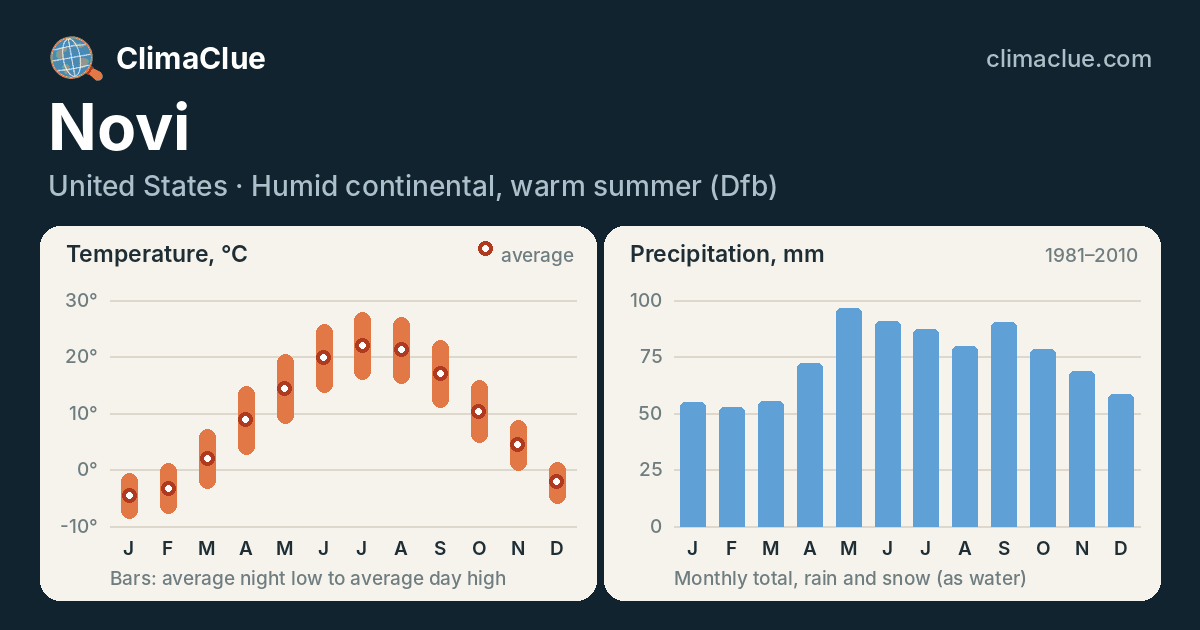 ClimaClue
climaclue.com
Novi
United States · Humid continental, warm summer (Dfb)
Temperature, °C
average
30°
20°
10°
0°
-10°
J F M A M J J A S O N D
Bars: average night low to average day high
Precipitation, mm
1981–2010
100
75
50
25
0
J F M A M J J A S O N D
Monthly total, rain and snow (as water)